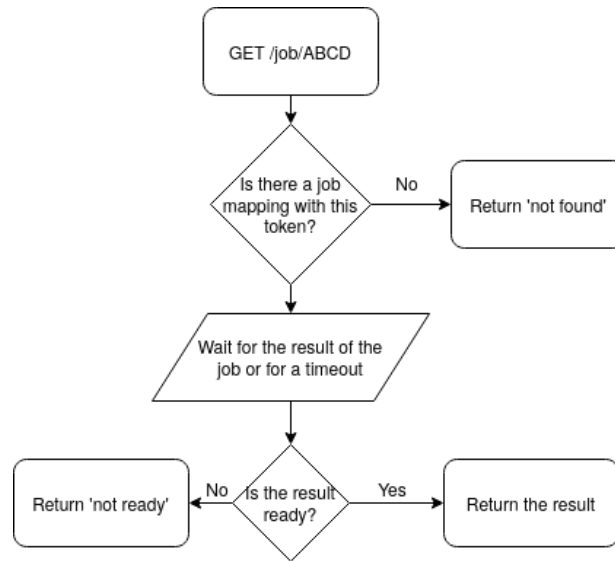 GET /job/ABCD
Is there a job
mapping with this
token?
No
Return 'not found'
Wait for the result of the
job or for a timeout
Return 'not ready'
No
Is the result
ready?
Yes
Return the result